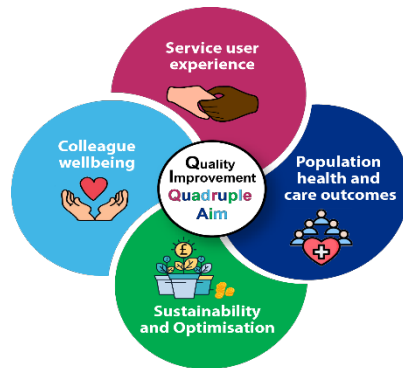 Service user
experience
Colleague
wellbeing
Quality
Improvement
Quadruple
Aim
Population
health and
care outcomes
£
Sustainability
and Optimisation